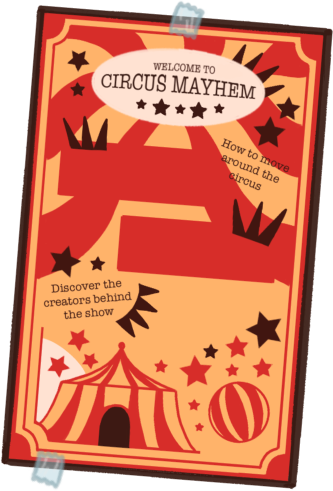 WELCOME TO
CIRCUS MAYHEM
How to move
around the
circus
Discover the
creators behind
the show